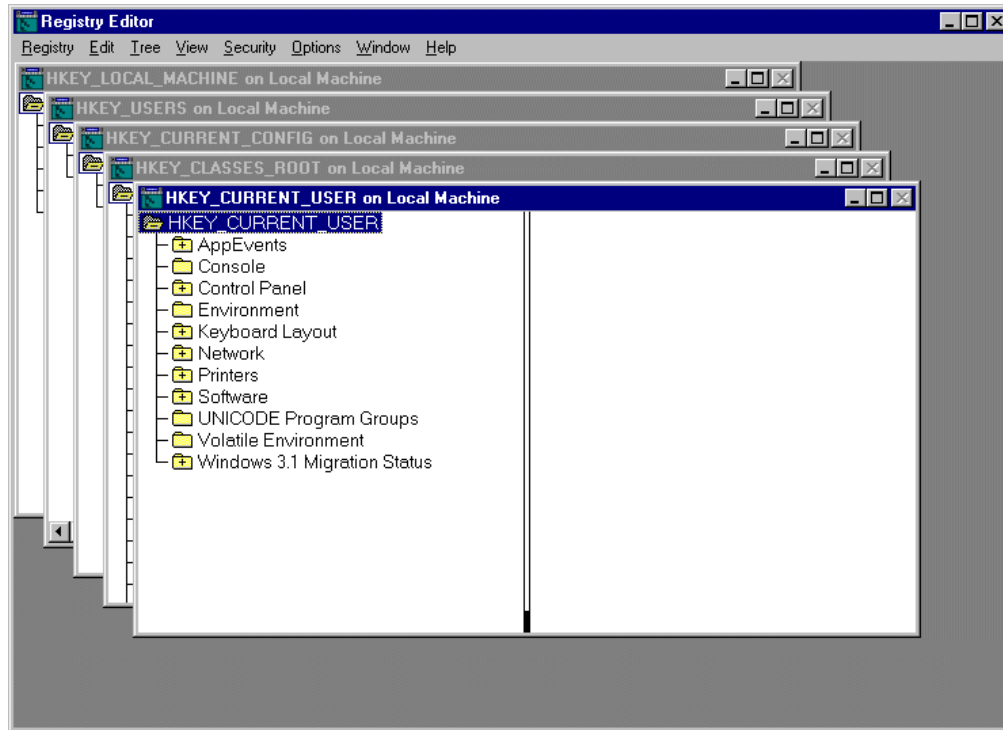 Registry Editor
Registry Edit Tree View Security Options Window Help
HKEY_LOCAL_MACHINE on Local Machine
HKEY_USERS on Local Machine
HKEY_CURRENT_CONFIG on Local Machine
HKEY_CLASSES_ROOT on Local Machine
HKEY_CURRENT_USER on Local Machine
HKEY_CURRENT_USER
AppEvents
Console
Control Panel
Environment
Keyboard Layout
Network
Printers
Software
UNICODE Program Groups
Volatile Environment
Windows 3.1 Migration Status